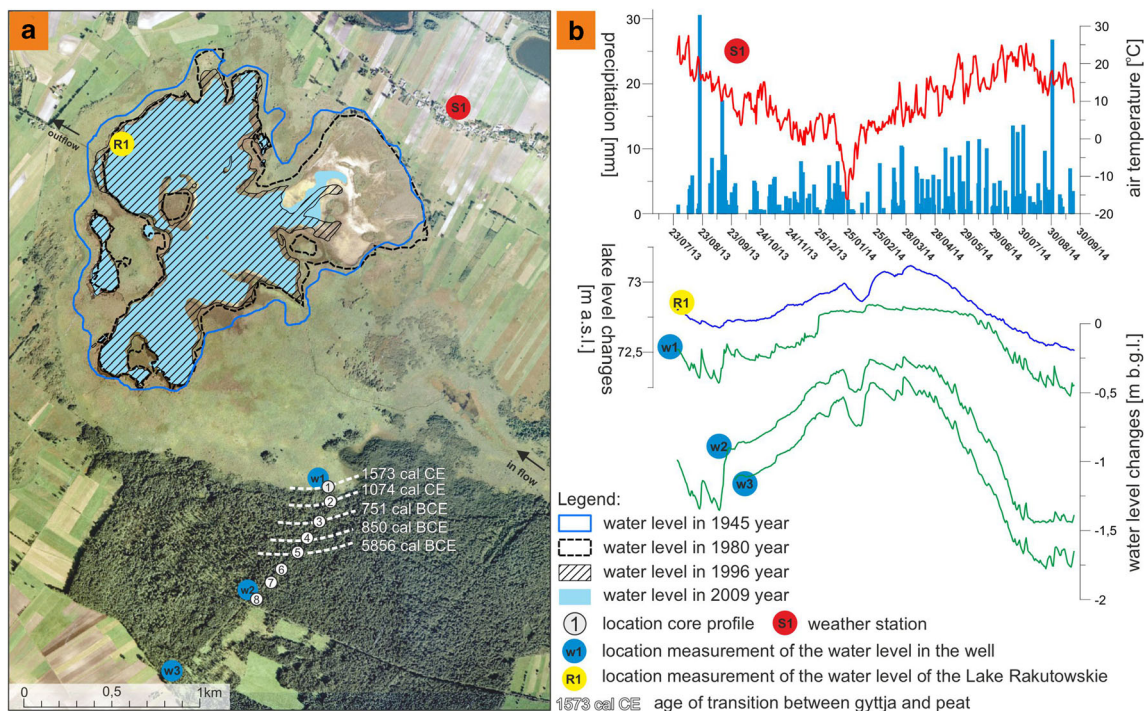 a
R1
outflow
S1
in flow
w1
1573 cal CE
1074 cal CE
751 cal BCE
850 cal BCE
5856 cal BCE
1
2
3
4
5
6
7
8
w2
w3
0 0,5 1km
b
precipitation [mm]
30
20
10
0
S1
air temperature [°C]
30
20
10
0
-10
-20
23/07/13
23/08/13
23/09/13
24/10/13
24/11/13
25/12/13
25/01/14
25/02/14
28/03/14
28/04/14
29/05/14
29/06/14
30/07/14
30/08/14
30/09/14
lake level changes
[m a.s.l.]
73
72,5
R1
w1
w2
w3
water level changes [m b.g.l.]
0
-0,5
-1
-1,5
-2
Legend:
water level in 1945 year
water level in 1980 year
water level in 1996 year
water level in 2009 year
1 location core profile S1 weather station
w1 location measurement of the water level in the well
R1 location measurement of the water level of the Lake Rakutowskie
1573 cal CE age of transition between gyttja and peat